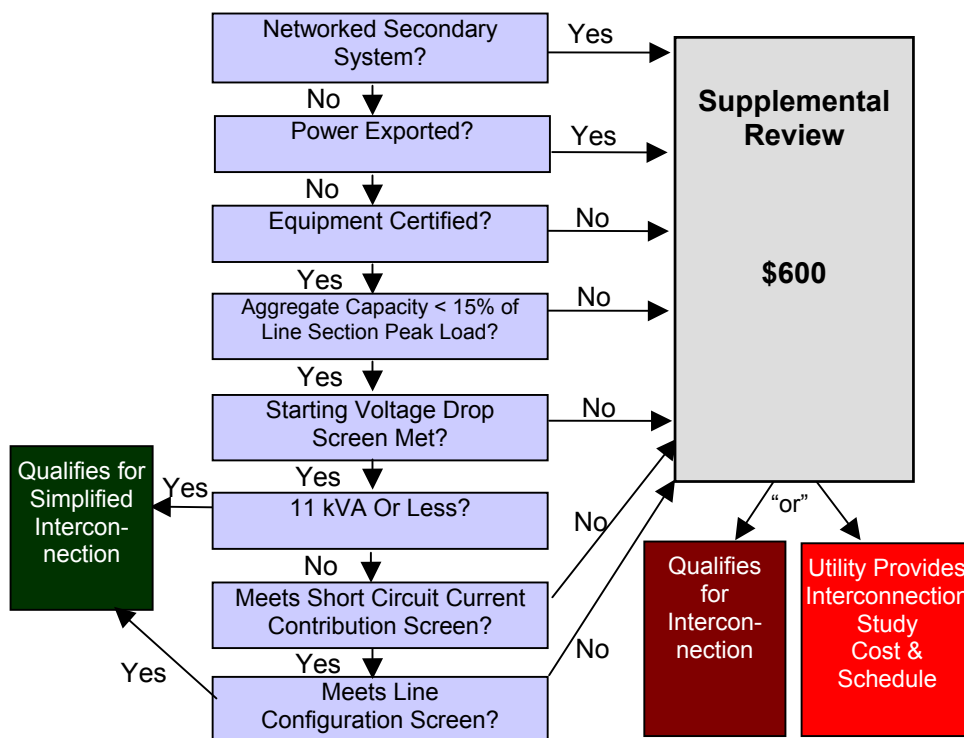 Networked Secondary
System?
Yes
No
Power Exported?
Yes
No
Equipment Certified?
No
Yes
Aggregate Capacity < 15% of
Line Section Peak Load?
No
Yes
Starting Voltage Drop
Screen Met?
No
Yes
11 kVA Or Less?
Yes
No
Meets Short Circuit Current
Contribution Screen?
No
Yes
Meets Line
Configuration Screen?
No
Yes
Qualifies for
Simplified
Intercon-
nection
Supplemental
Review
$600
“or”
Qualifies
for
Intercon-
nection
Utility Provides
Interconnection
Study
Cost &
Schedule